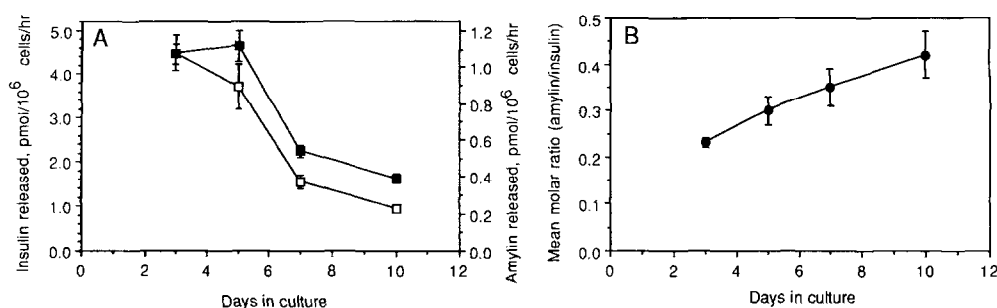 A
Insulin released, pmol/10⁶ cells/hr
5.0
4.0
3.0
2.0
1.0
0.0
1.2
1.0
0.8
0.6
0.4
0.2
0.0
Amylin released, pmol/10⁶ cells/hr
0 2 4 6 8 10 12
Days in culture
B
Mean molar ratio (amylin/insulin)
0.5
0.4
0.3
0.2
0.1
0.0
0 2 4 6 8 10 12
Days in culture